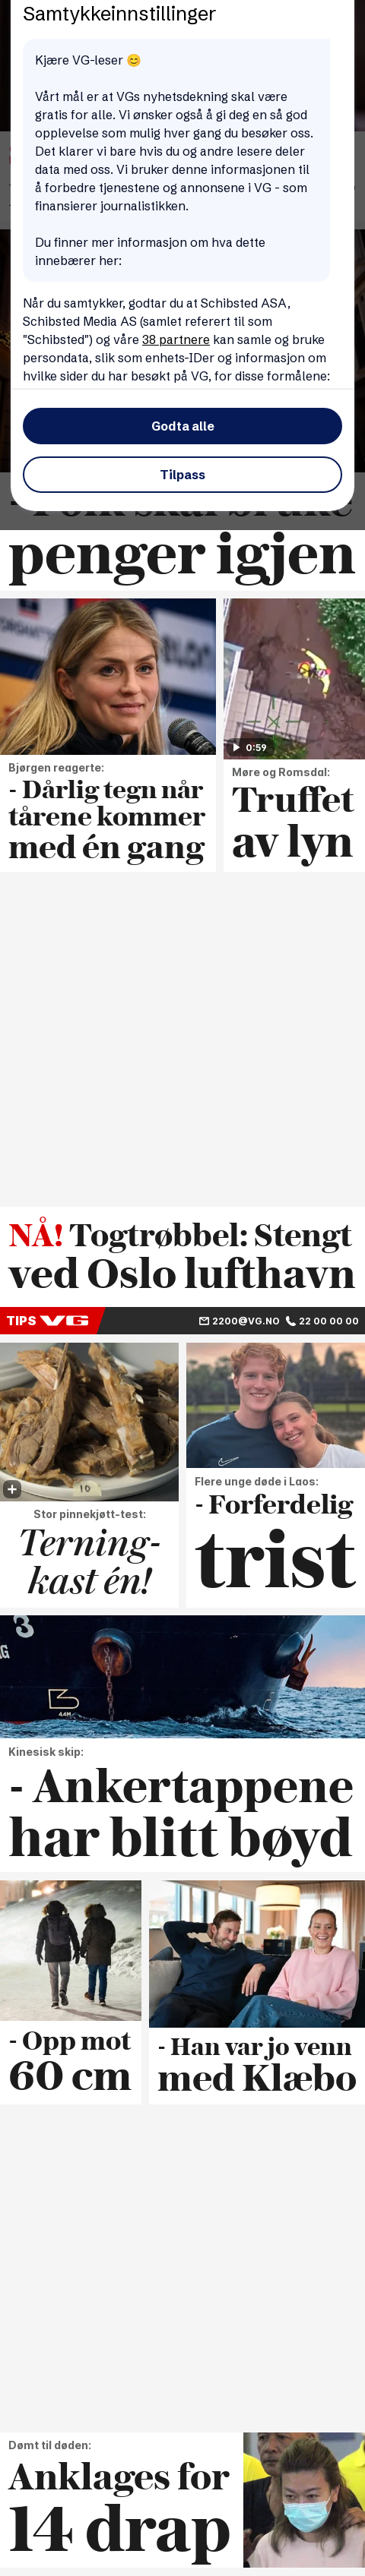 Samtykkeinnstillinger
Kjære VG-leser 😊
Vårt mål er at VGs nyhetsdekning skal være
gratis for alle. Vi ønsker også å gi deg en så god
opplevelse som mulig hver gang du besøker oss.
Det klarer vi bare hvis du og andre lesere deler
data med oss. Vi bruker denne informasjonen til
å forbedre tjenestene og annonsene i VG - som
finansierer journalistikken.
Du finner mer informasjon om hva dette
innebærer her:
Når du samtykker, godtar du at Schibsted ASA,
Schibsted Media AS (samlet referert til som
"Schibsted") og våre 38 partnere kan samle og bruke
persondata, slik som enhets-IDer og informasjon om
hvilke sider du har besøkt på VG, for disse formålene:
Godta alle
Tilpass
- Folk skal bruke
penger igjen
Bjørgen reagerte:
- Dårlig tegn når
tårene kommer
med én gang
0:59
Møre og Romsdal:
Truffet
av lyn
NÅ! Togtrøbbel: Stengt
ved Oslo lufthavn
TIPS VG
2200@VG.NO 22 00 00 00
16
Stor pinnekjøtt-test:
Terning-
kast én!
Flere unge døde i Laos:
- Forferdelig
trist
3
4.4M
Kinesisk skip:
- Ankertappene
har blitt bøyd
- Opp mot
60 cm
- Han var jo venn
med Klæbo
Dømt til døden:
Anklages for
14 drap